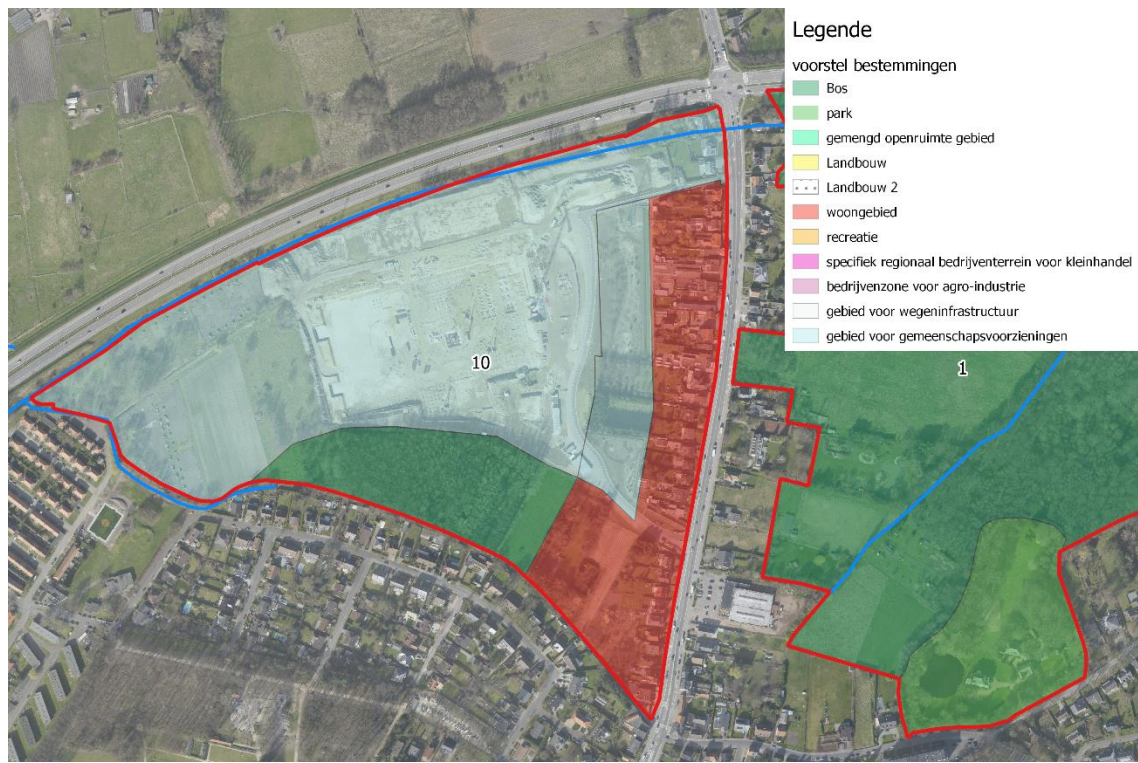 Legende
voorstel bestemmingen
Bos
park
gemengd openruimte gebied
Landbouw
Landbouw 2
woongebied
recreatie
specifiek regionaal bedrijventerrein voor kleinhandel
bedrijvenzone voor agro-industrie
gebied voor wegeninfrastructuur
gebied voor gemeenschapsvoorzieningen
10
1